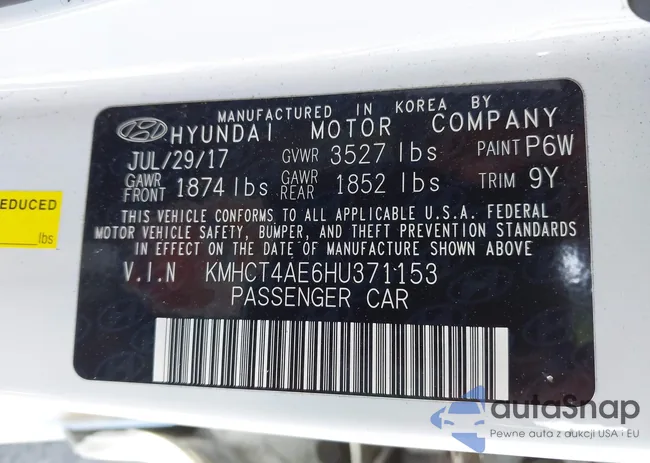 MANUFACTURED IN KOREA BY
HYUNDAI MOTOR COMPANY
JUL/29/17 GVWR 3527 lbs PAINT P6W
GAWR FRONT 1874 lbs GAWR REAR 1852 lbs TRIM 9Y
THIS VEHICLE CONFORMS TO ALL APPLICABLE U.S.A. FEDERAL
MOTOR VEHICLE SAFETY, BUMPER, AND THEFT PREVENTION STANDARDS
IN EFFECT ON THE DATE OF MANUFACTURE SHOWN ABOVE
V.I.N KMHCT4AE6HU371153
PASSENGER CAR
EDUCED
lbs
autoSnap
Pewne auta z aukcji USA i EU